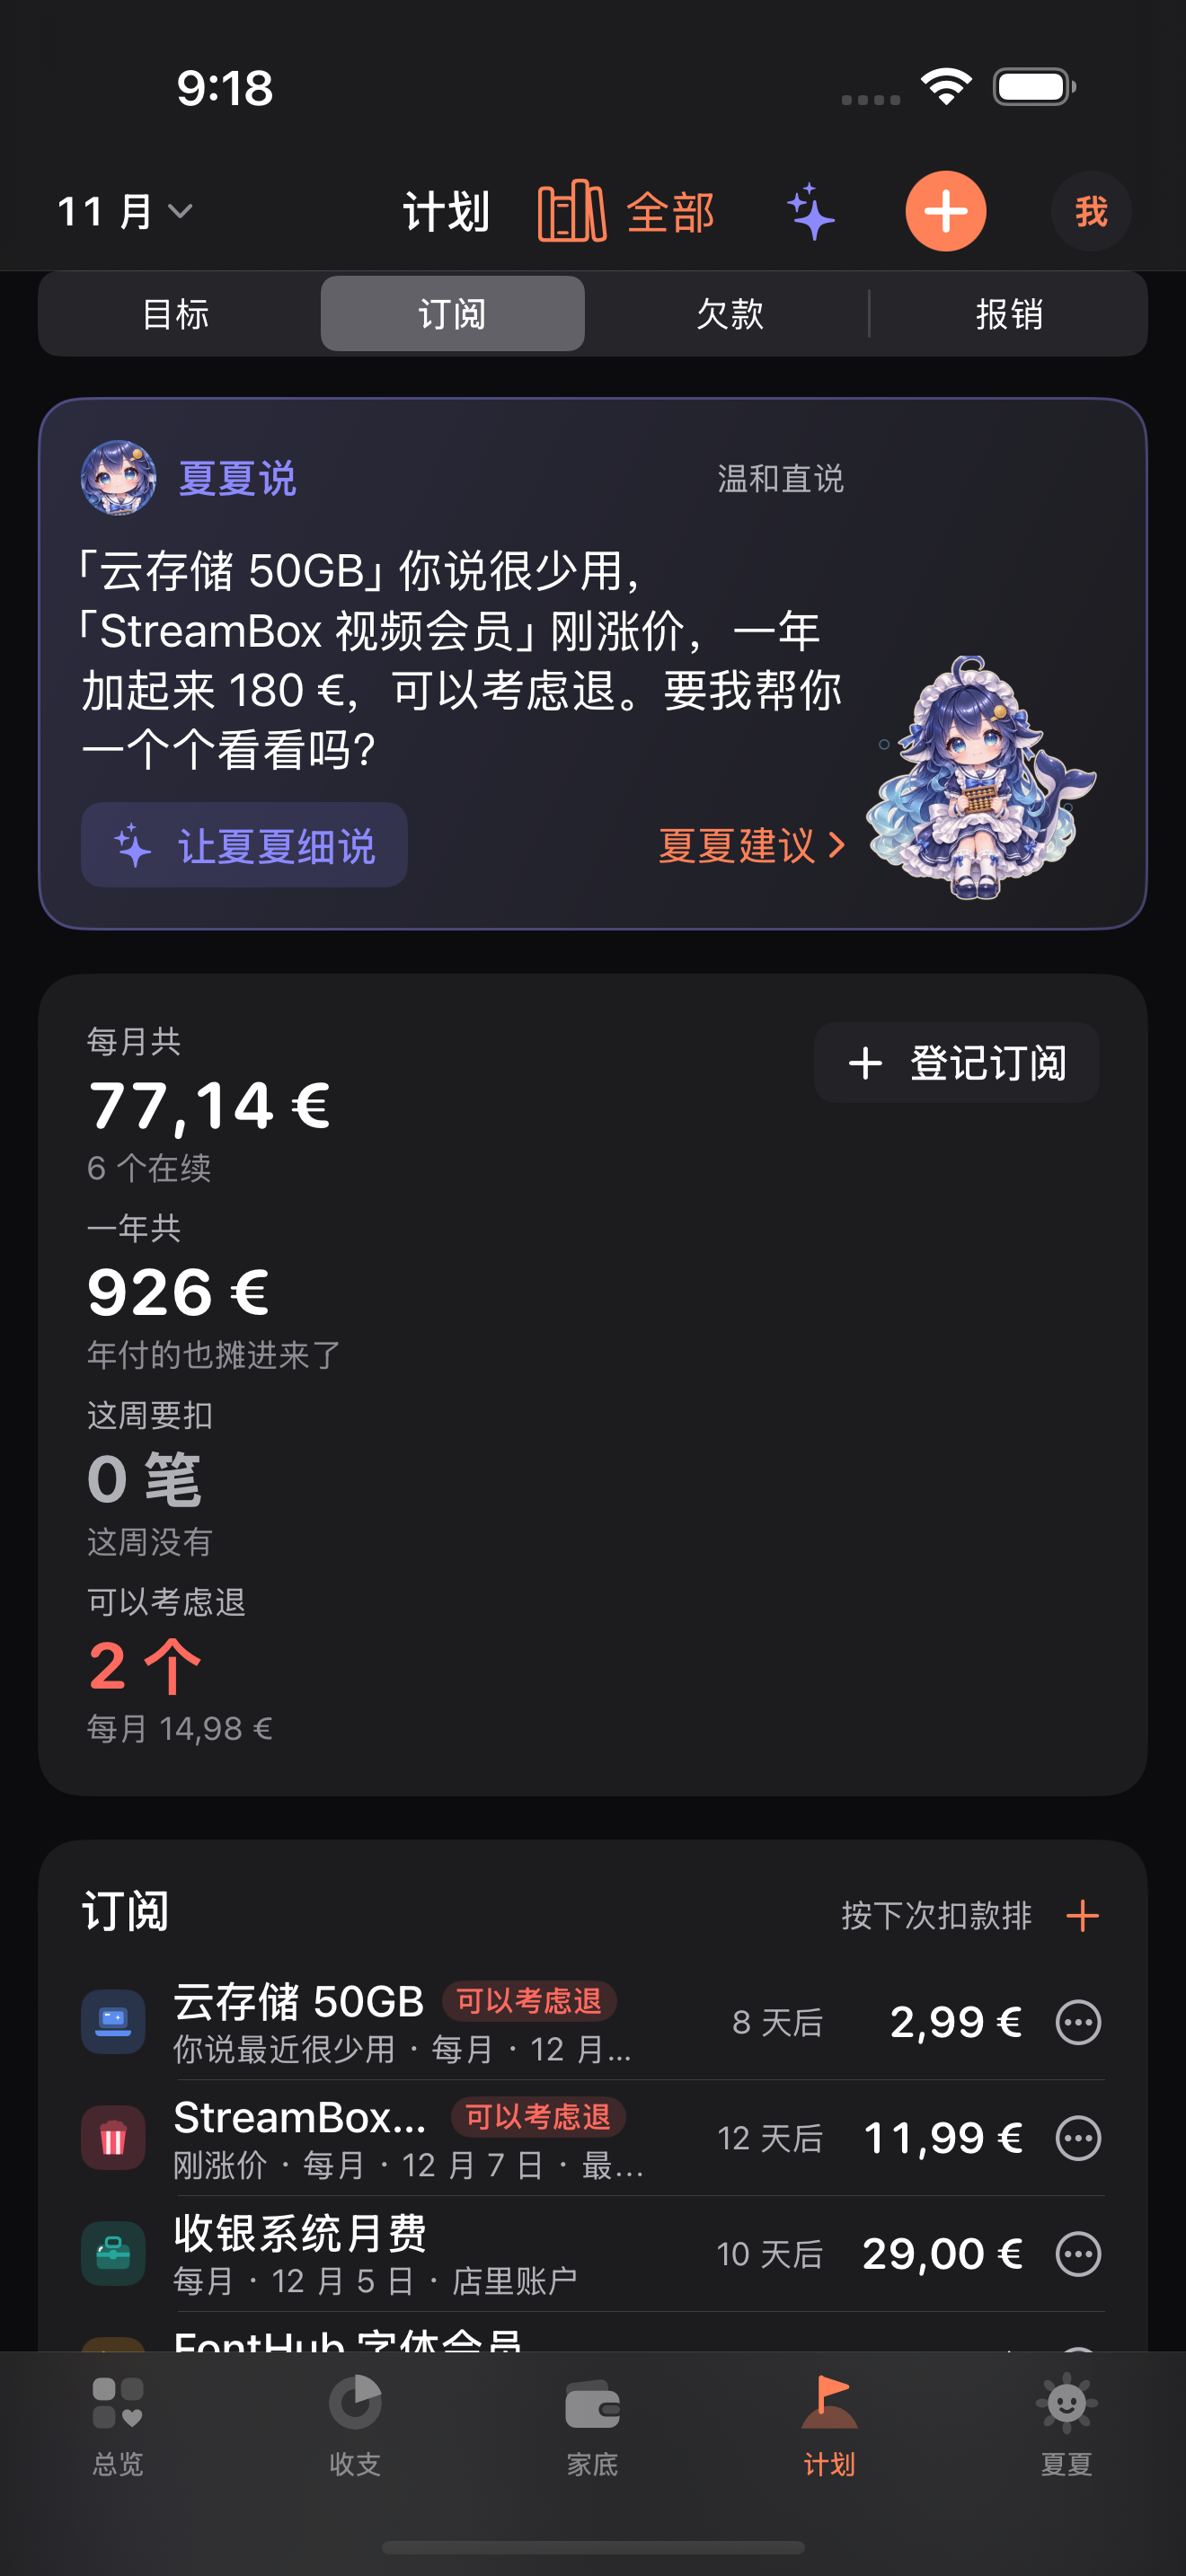 9:18
11 月
计划
全部
我
目标
订阅
欠款
报销
夏夏说
温和直说
「云存储 50GB」你说很少用，
「StreamBox 视频会员」刚涨价，一年
加起来 180 €，可以考虑退。要我帮你
一个个看看吗？
让夏夏细说
夏夏建议
每月共
77,14 €
6 个在续
登记订阅
一年共
926 €
年付的也摊进来了
这周要扣
0 笔
这周没有
可以考虑退
2 个
每月 14,98 €
订阅
按下次扣款排
云存储 50GB 可以考虑退
你说最近很少用 · 每月 · 12 月...
8 天后
2,99 €
StreamBox... 可以考虑退
刚涨价 · 每月 · 12 月 7 日 · 最...
12 天后
11,99 €
收银系统月费
每月 · 12 月 5 日 · 店里账户
10 天后
29,00 €
FontHub 字体会员
总览
收支
家底
计划
夏夏